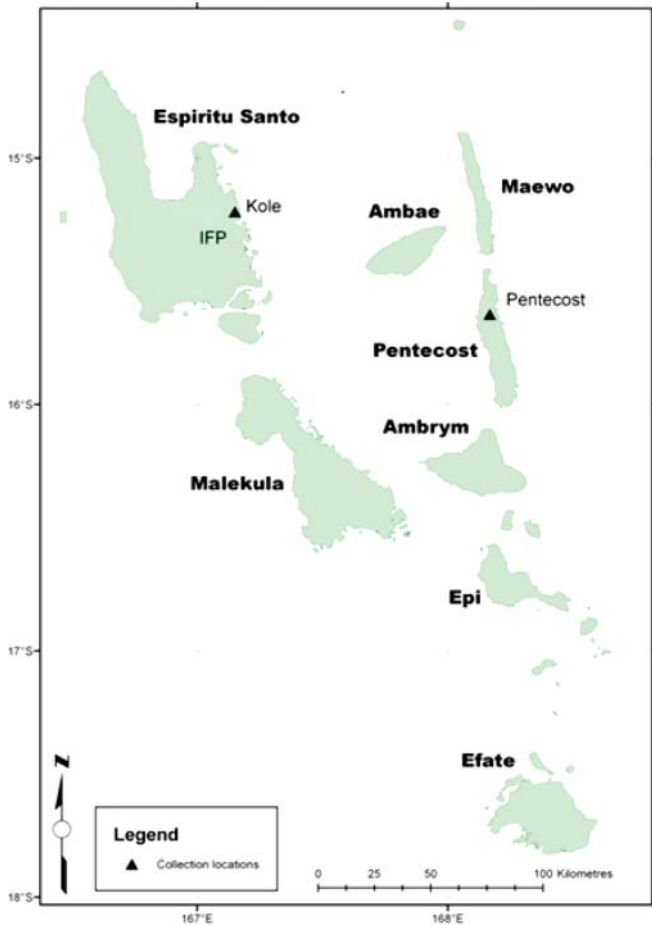 Espiritu Santo
15°S
Maewo
Kole
Ambae
IFP
Pentecost
Pentecost
16°S
Ambrym
Malekula
Epi
17°S
Efate
N
Legend
Collection locations
0 25 50 100 Kilometres
18°S
167°E 168°E